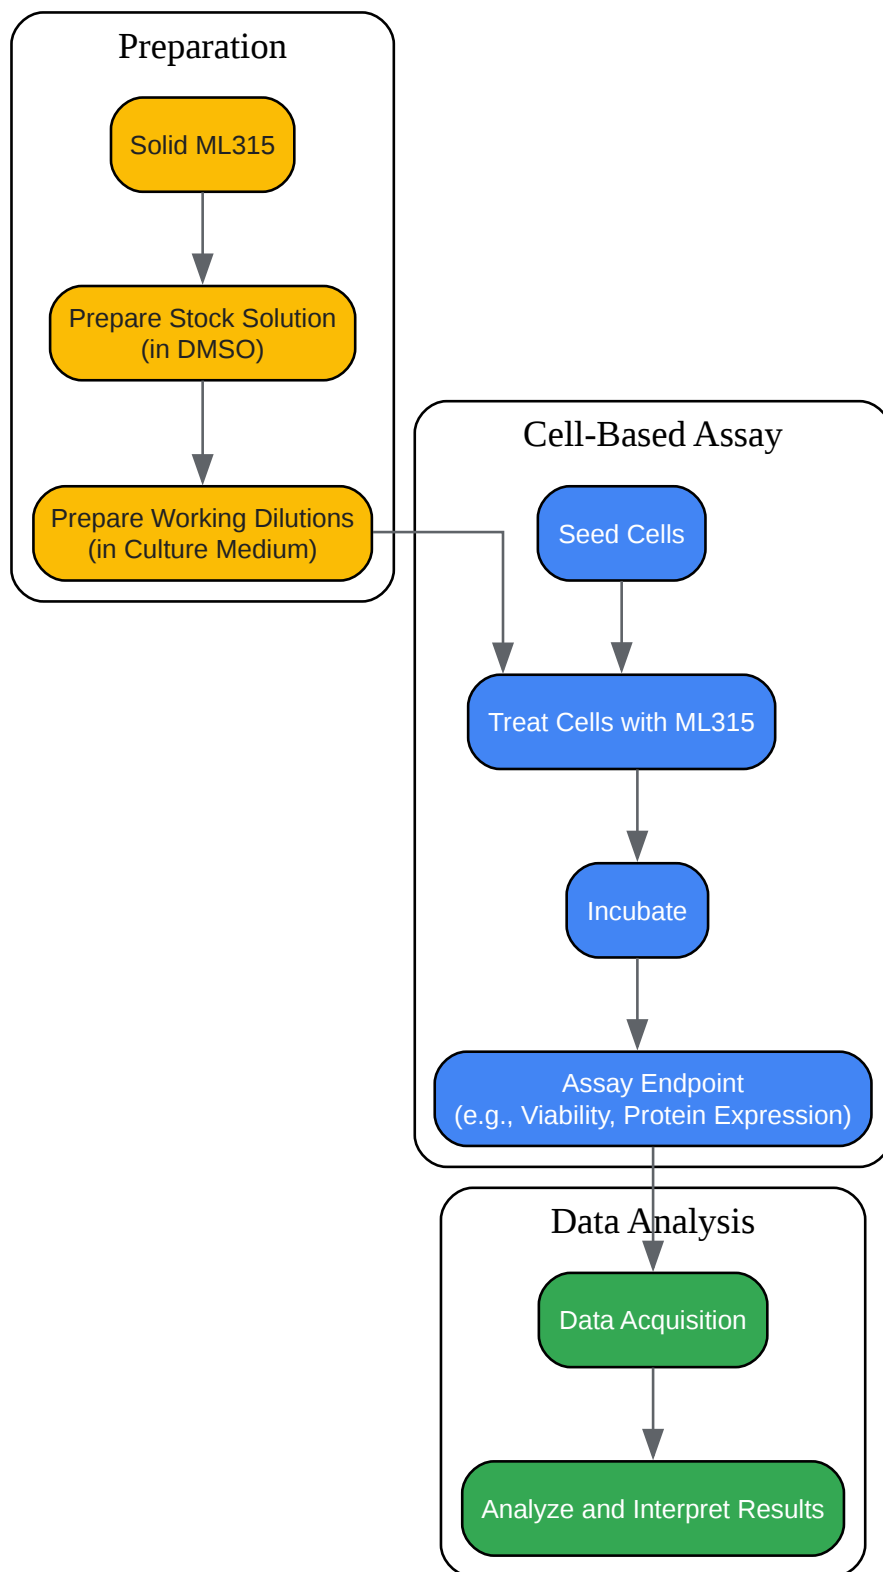 Preparation
Solid ML315
Prepare Stock Solution
(in DMSO)
Prepare Working Dilutions
(in Culture Medium)
Cell-Based Assay
Seed Cells
Treat Cells with ML315
Incubate
Assay Endpoint
(e.g., Viability, Protein Expression)
Data Analysis
Data Acquisition
Analyze and Interpret Results